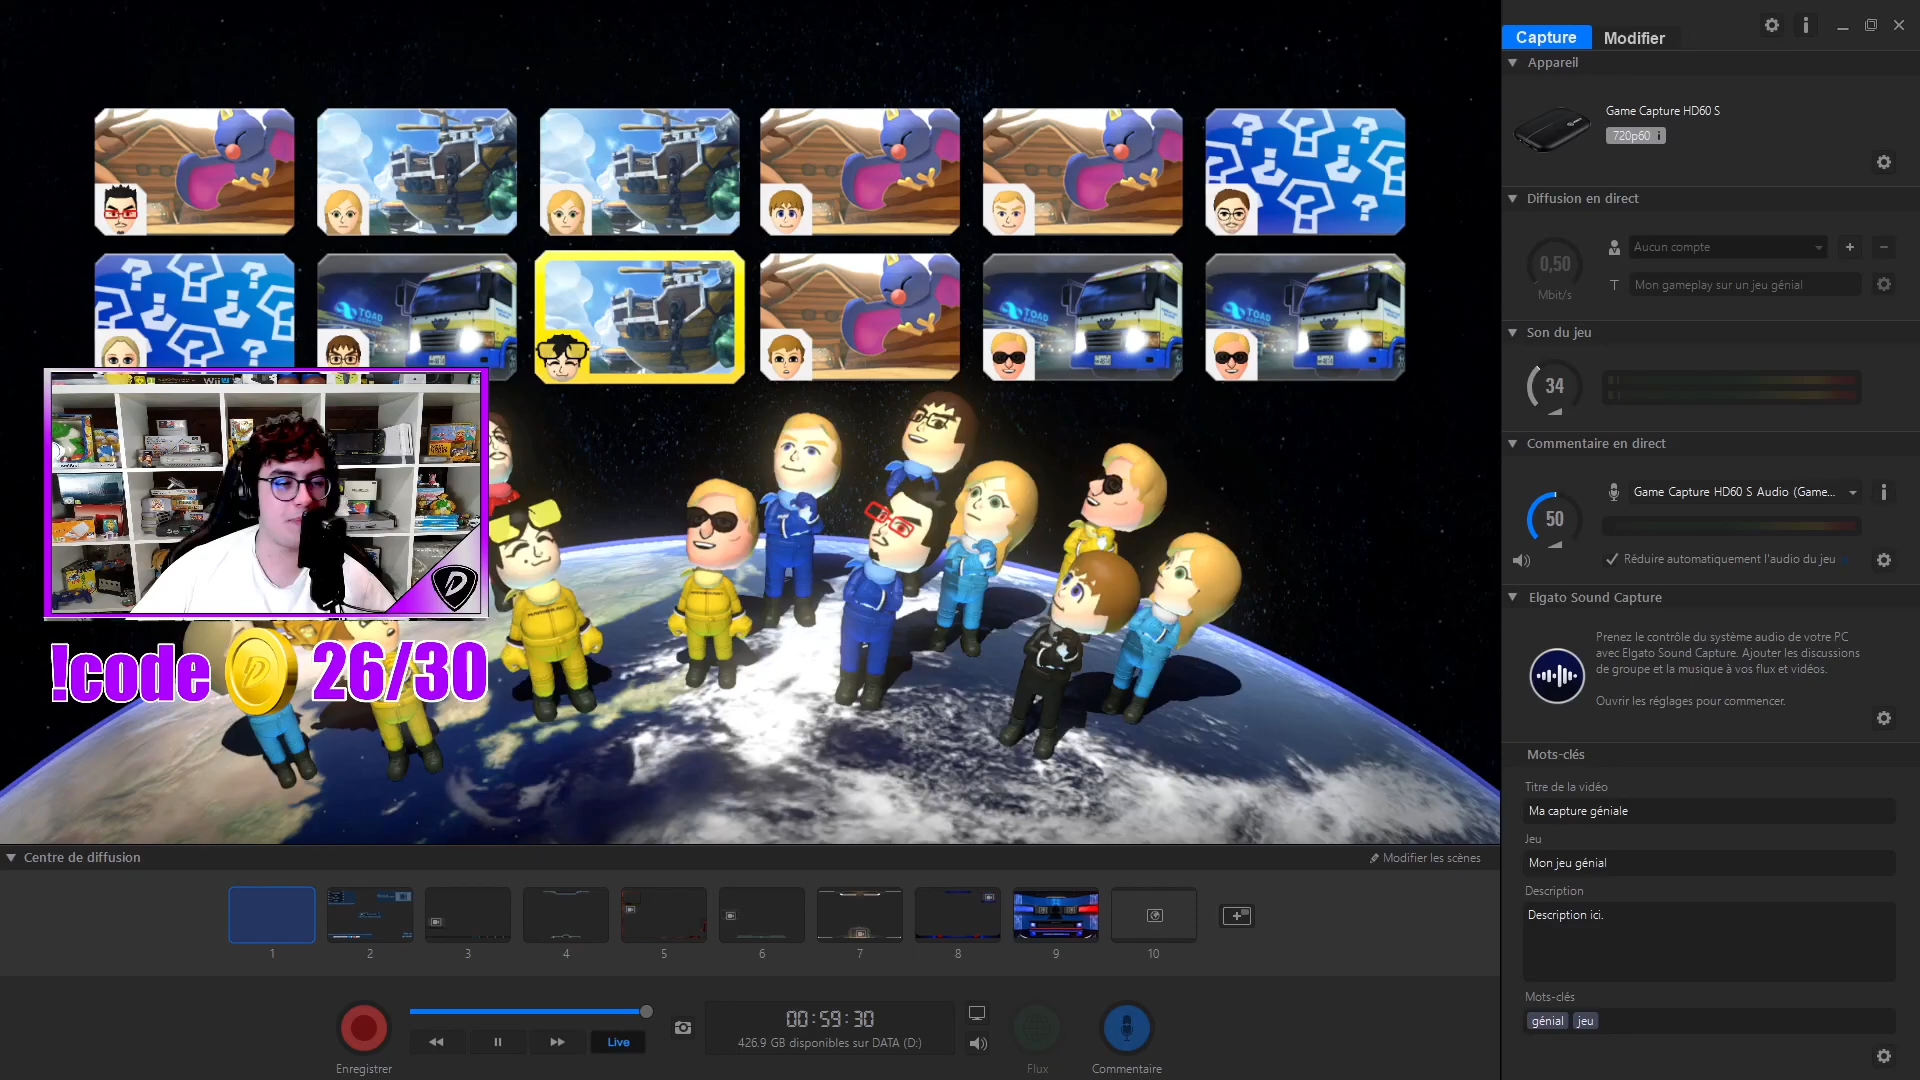 Capture
Modifier
Appareil
Game Capture HD60 S
720p60 i
Diffusion en direct
Aucun compte
0,50
Mbit/s
T
Mon gameplay sur un jeu génial
Son du jeu
34
Commentaire en direct
Game Capture HD60 S Audio (Game...
50
Réduire automatiquement l'audio du jeu
Elgato Sound Capture
Prenez le contrôle du système audio de votre PC
avec Elgato Sound Capture. Ajouter les discussions
de groupe et la musique à vos flux et vidéos.
Ouvrir les réglages pour commencer.
Mots-clés
Titre de la vidéo
Ma capture géniale
Jeu
Mon jeu génial
Description
Description ici.
Mots-clés
génial
jeu
TOAD
TOAD
TOAD
!code
26/30
Centre de diffusion
Modifier les scènes
1
2
3
4
5
6
7
8
9
10
00:59:30
426.9 GB disponibles sur DATA (D:)
Live
Enregistrer
Flux
Commentaire